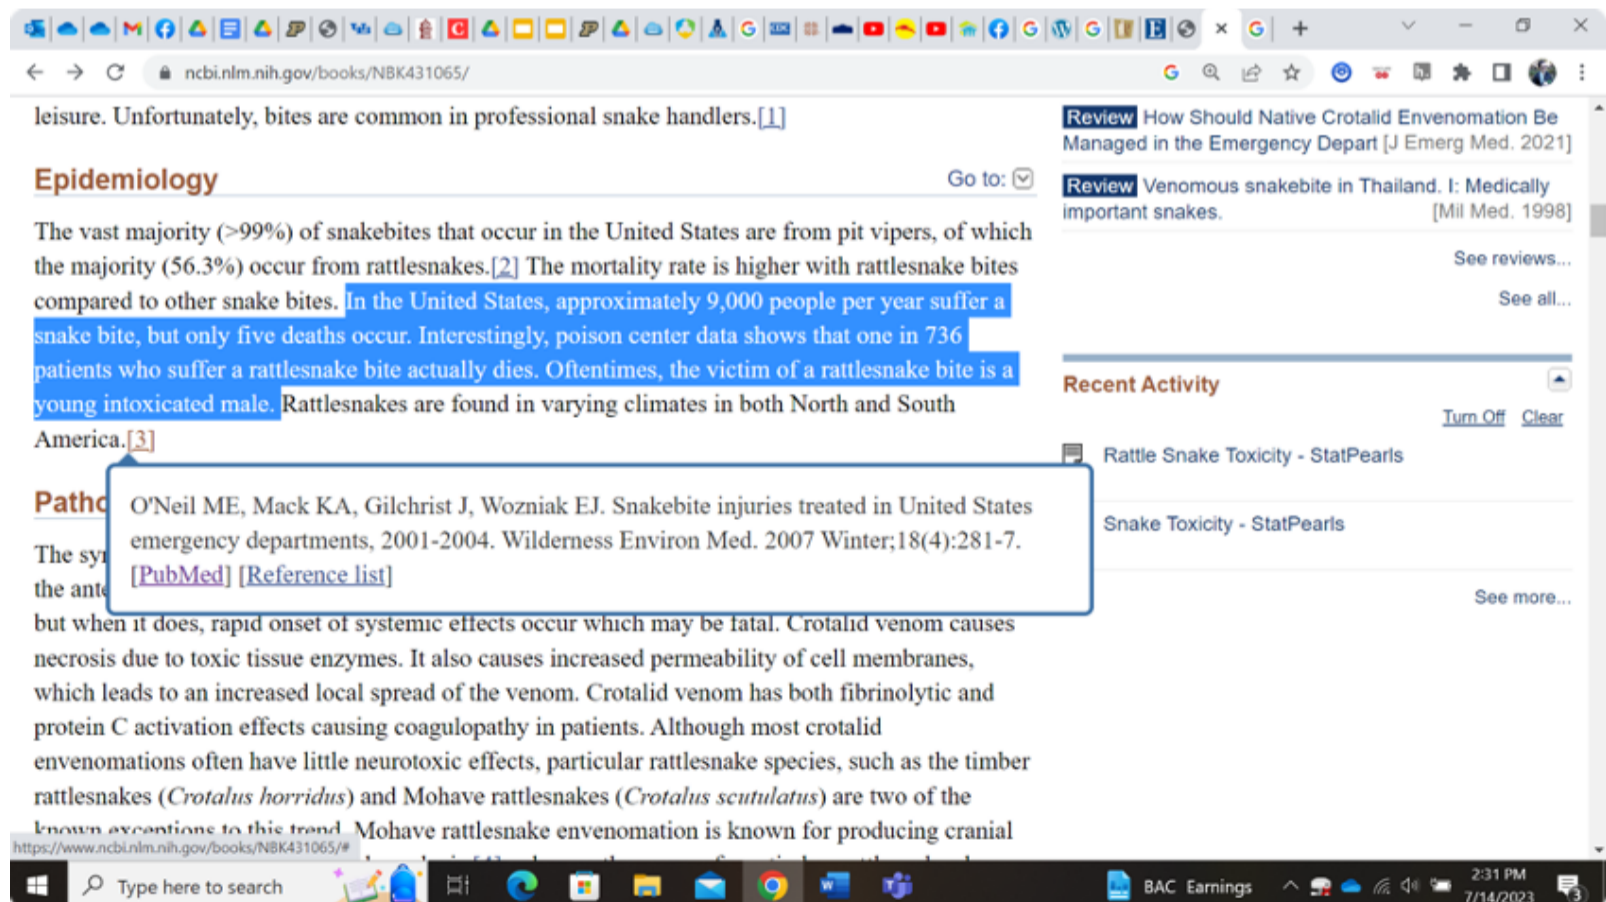 ncbi.nlm.nih.gov/books/NBK431065/
leisure. Unfortunately, bites are common in professional snake handlers.[1]
Epidemiology
Go to:
The vast majority (>99%) of snakebites that occur in the United States are from pit vipers, of which
the majority (56.3%) occur from rattlesnakes.[2] The mortality rate is higher with rattlesnake bites
compared to other snake bites. In the United States, approximately 9,000 people per year suffer a
snake bite, but only five deaths occur. Interestingly, poison center data shows that one in 736
patients who suffer a rattlesnake bite actually dies. Oftentimes, the victim of a rattlesnake bite is a
young intoxicated male. Rattlesnakes are found in varying climates in both North and South
America.[3]
O'Neil ME, Mack KA, Gilchrist J, Wozniak EJ. Snakebite injuries treated in United States
emergency departments, 2001-2004. Wilderness Environ Med. 2007 Winter;18(4):281-7.
[PubMed] [Reference list]
Patho
The syn
the ante
but when it does, rapid onset of systemic effects occur which may be fatal. Crotalid venom causes
necrosis due to toxic tissue enzymes. It also causes increased permeability of cell membranes,
which leads to an increased local spread of the venom. Crotalid venom has both fibrinolytic and
protein C activation effects causing coagulopathy in patients. Although most crotalid
envenomations often have little neurotoxic effects, particular rattlesnake species, such as the timber
rattlesnakes (Crotalus horridus) and Mohave rattlesnakes (Crotalus scutulatus) are two of the
known exceptions to this trend. Mohave rattlesnake envenomation is known for producing cranial
https://www.ncbi.nlm.nih.gov/books/NBK431065/#
Review How Should Native Crotalid Envenomation Be
Managed in the Emergency Depart [J Emerg Med. 2021]
Review Venomous snakebite in Thailand. I: Medically
important snakes. [Mil Med. 1998]
See reviews...
See all...
Recent Activity
Turn Off Clear
Rattle Snake Toxicity - StatPearls
Snake Toxicity - StatPearls
See more...
Type here to search
BAC Earnings
2:31 PM
7/14/2023
3